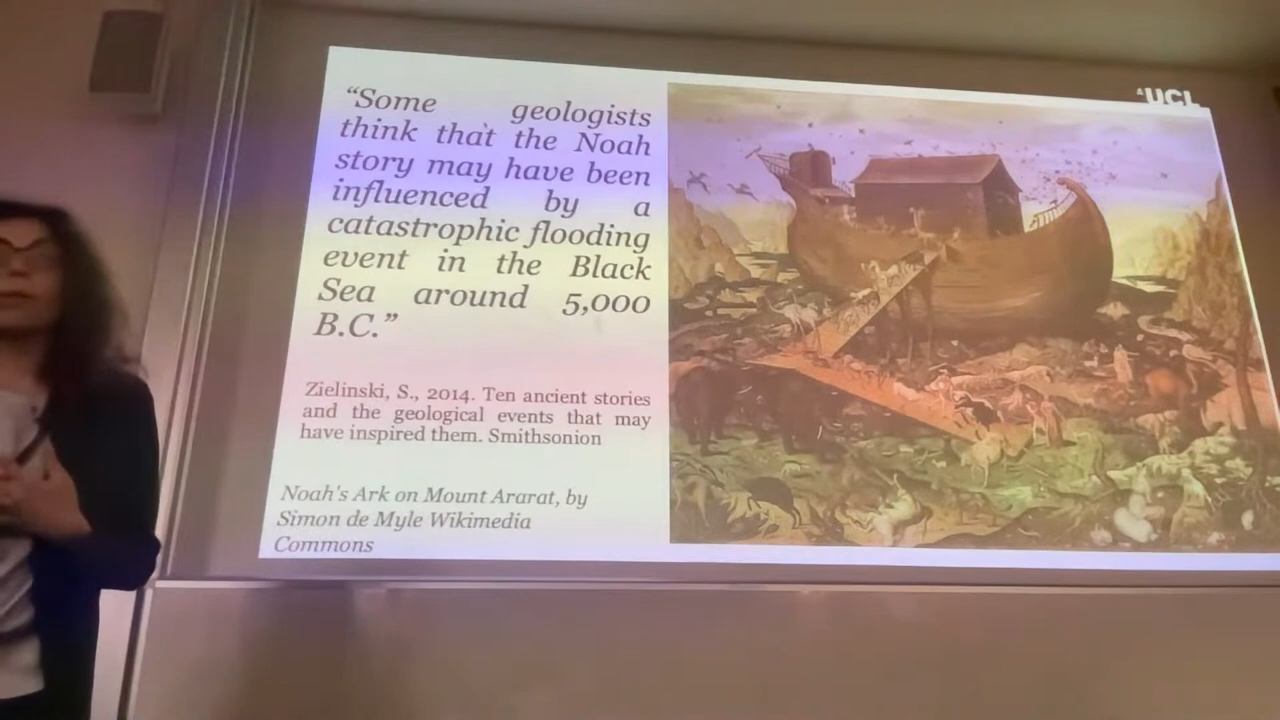 “Some geologists
think that the Noah
story may have been
influenced by a
catastrophic flooding
event in the Black
Sea around 5,000
B.C.”
Zielinski, S., 2014. Ten ancient stories
and the geological events that may
have inspired them. Smithsonion
Noah's Ark on Mount Ararat, by
Simon de Myle Wikimedia
Commons
UCL